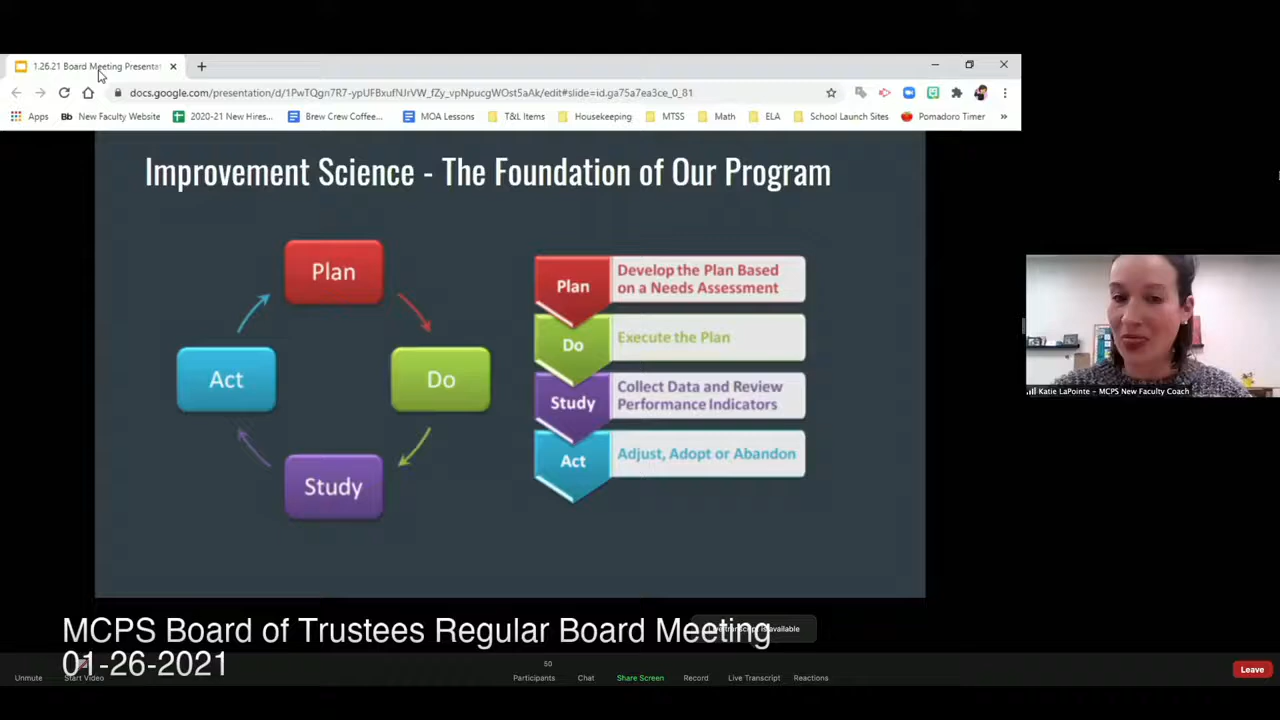 1.26.21 Board Meeting Presentat
docs.google.com/presentation/d/1PwTQgn7R7-ypUFBxufNJrVW_fZy_vpNpucgWOst5aAk/edit#slide=id.ga75a7ea3ce_0_81
Apps Bb New Faculty Website 2020-21 New Hires... Brew Crew Coffee... MOA Lessons T&L Items Housekeeping MTSS Math ELA School Launch Sites Pomadoro Timer
Improvement Science - The Foundation of Our Program
Plan
Do
Study
Act
Plan
Develop the Plan Based
on a Needs Assessment
Do
Execute the Plan
Study
Collect Data and Review
Performance Indicators
Act
Adjust, Adopt or Abandon
Katie LaPointe - MCPS New Faculty Coach
MCPS Board of Trustees Regular Board Meeting
01-26-2021
available
Unmute Start Video
50
Participants Chat Share Screen Record Live Transcript Reactions
Leave